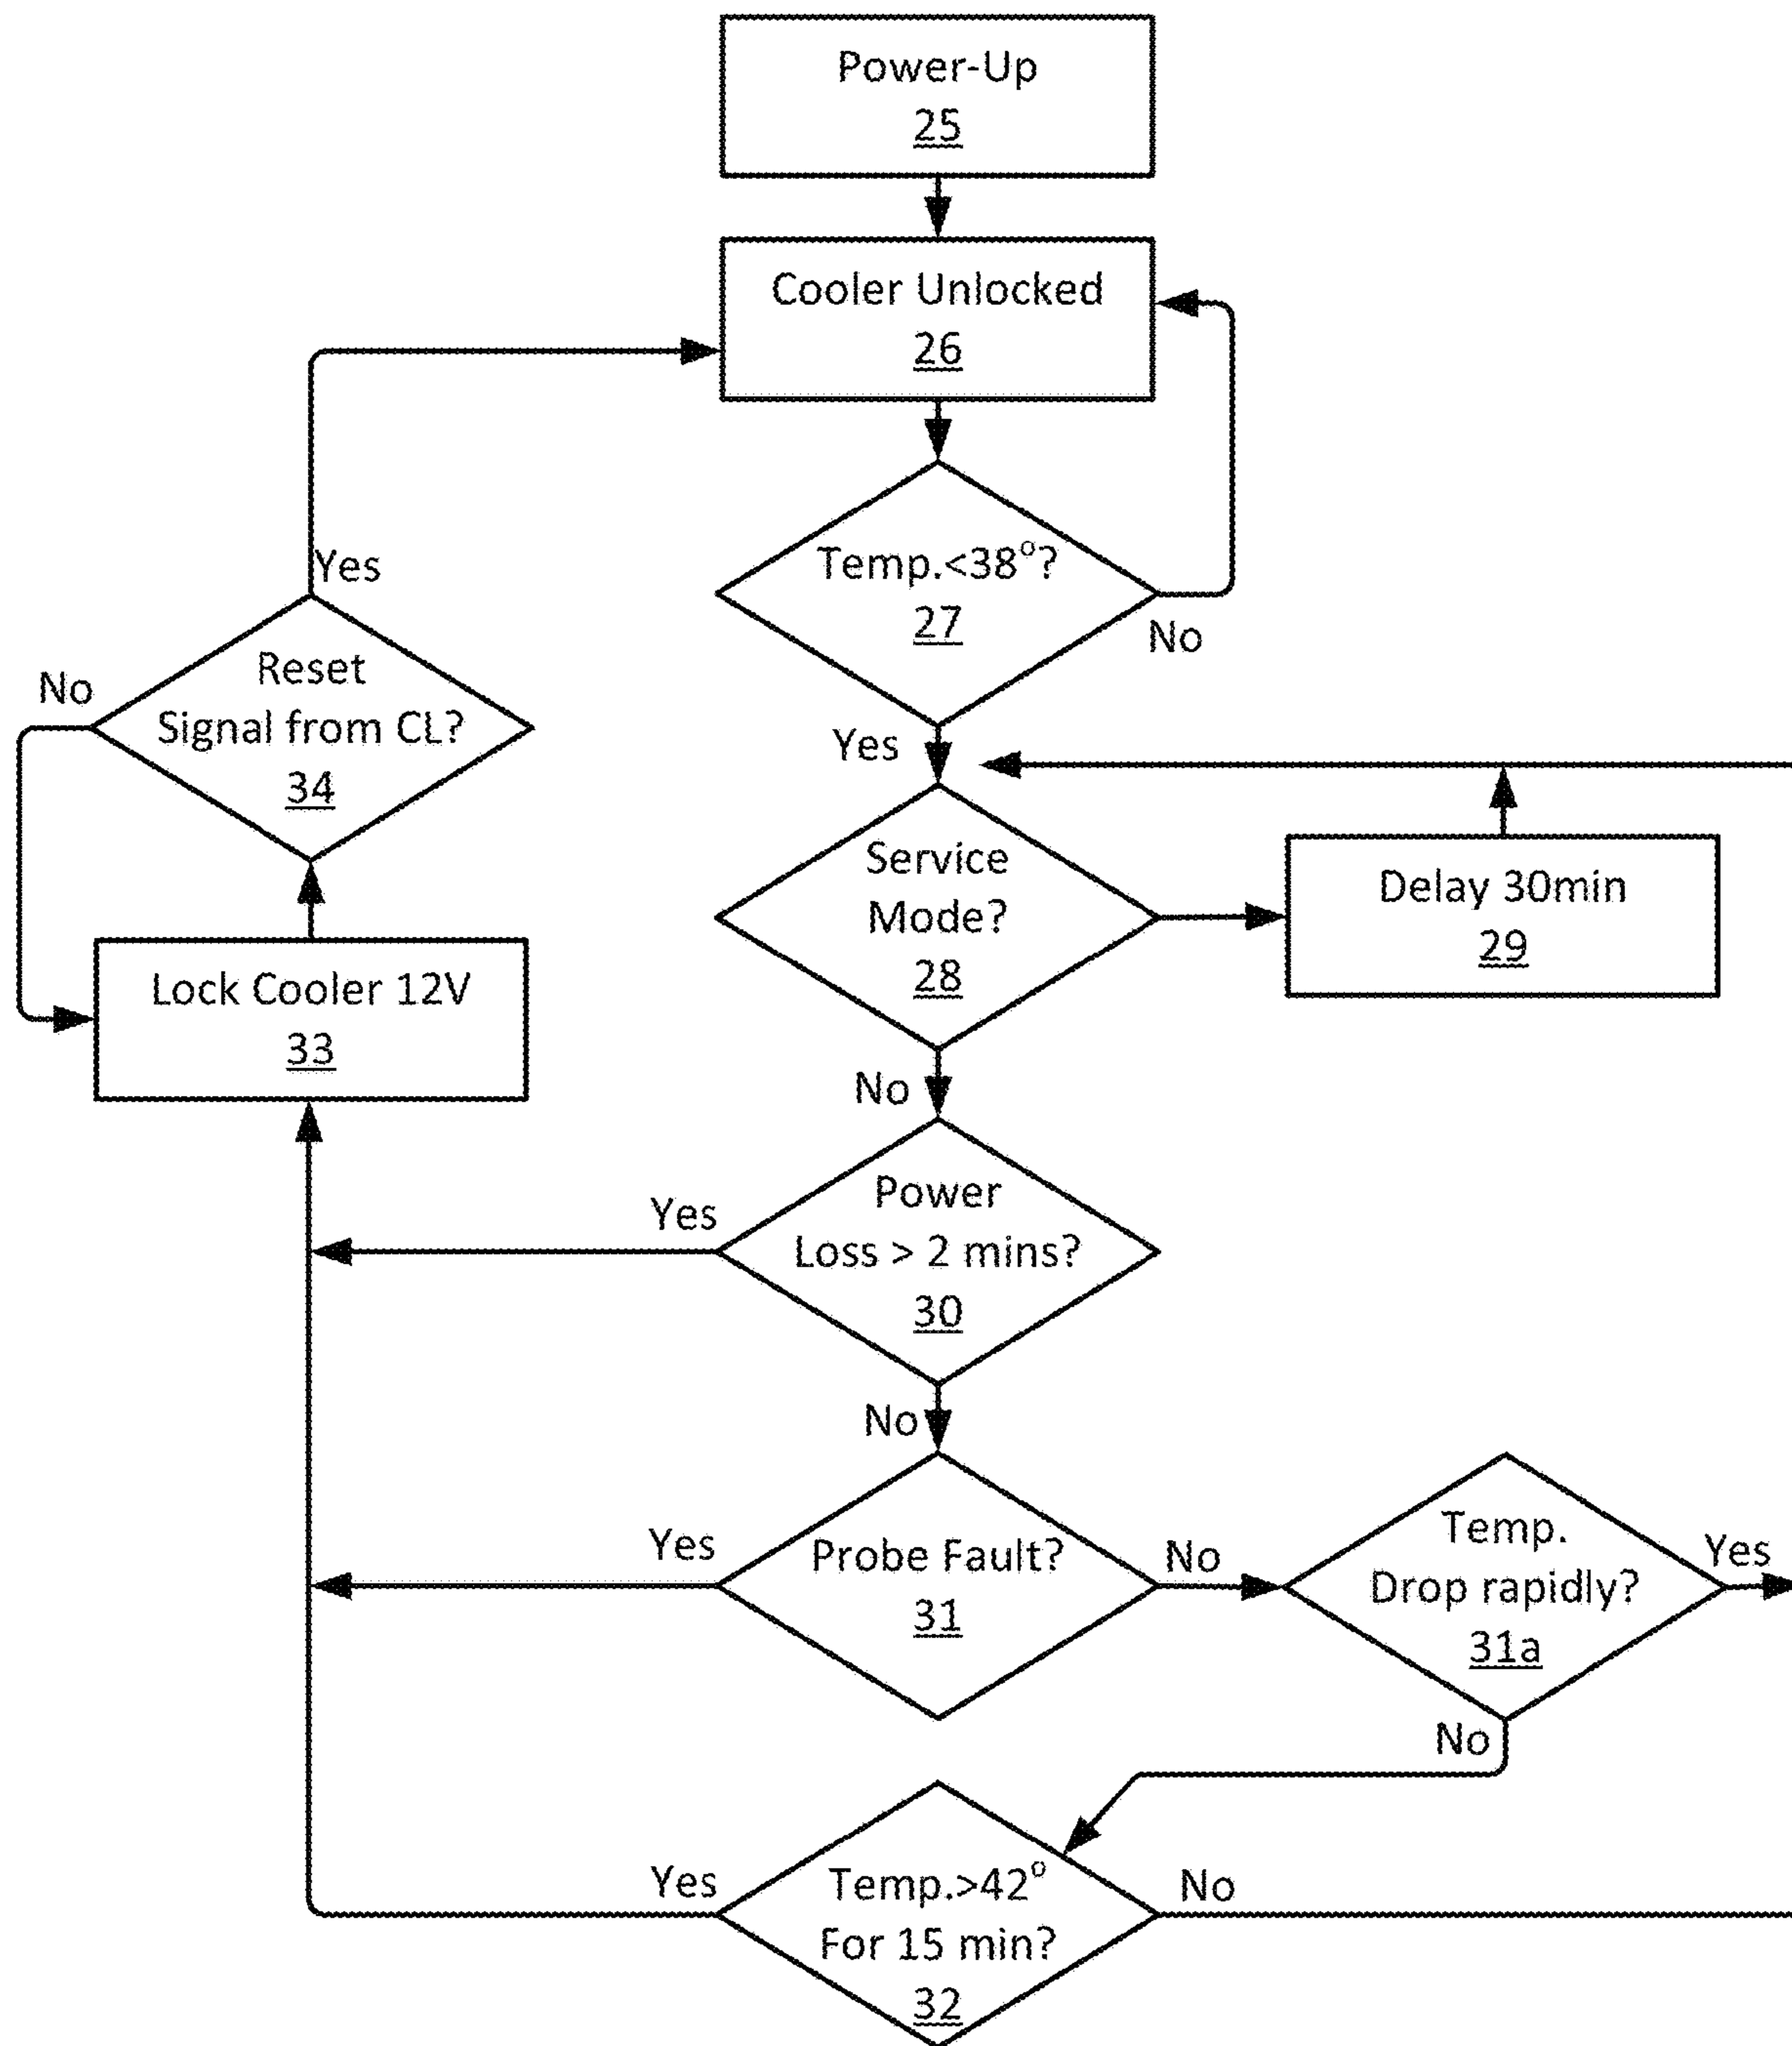 Power-Up
25
Cooler Unlocked
26
Temp.<38°?
27
No
Yes
Yes
Reset
Signal from CL?
34
No
Service
Mode?
28
Delay 30min
29
Lock Cooler 12V
33
No
Power
Loss > 2 mins?
30
Yes
No
Probe Fault?
31
Yes
No
Temp.
Drop rapidly?
31a
Yes
No
Temp.>42°
For 15 min?
32
Yes
No